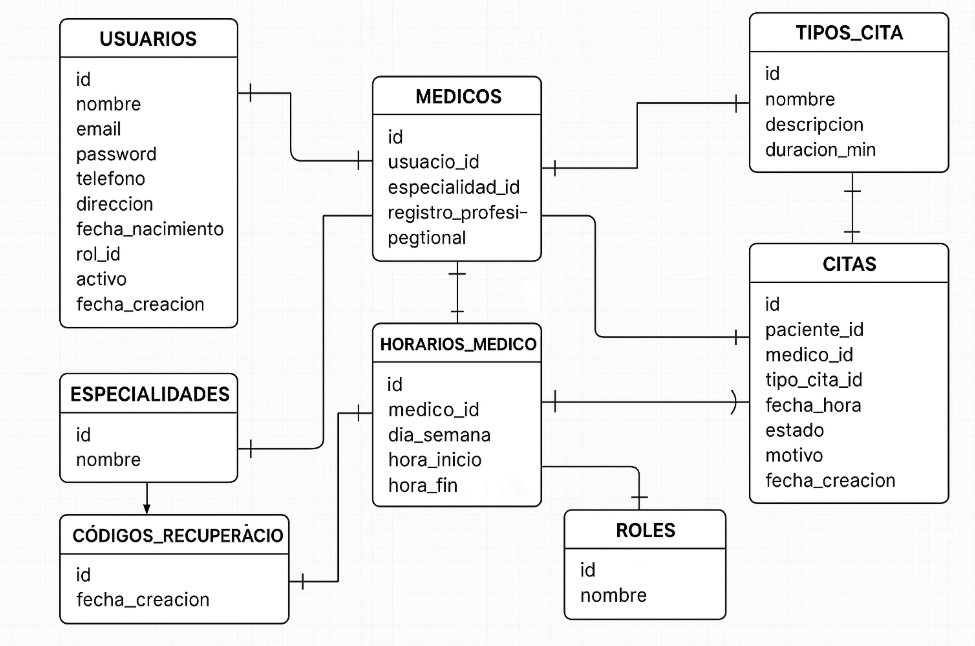 USUARIOS
id
nombre
email
password
telefono
direccion
fecha_nacimiento
rol_id
activo
fecha_creacion
MEDICOS
id
usuacio_id
especialidad_id
registro_profesi-
pegtional
TIPOS_CITA
id
nommbre
descripcion
duracion_min
CITAS
id
paciente_id
medico_id
tipo_cita_id
fecha_hora
estado
motivo
fecha_creacion
HORARIOS_MEDICO
id
medico_id
dia_semana
hora_inicio
hora_fin
ESPECIALIDADES
id
nombre
CÓDIGOS_RECUPERÀCIO
id
fecha_creacion
ROLES
id
nombre